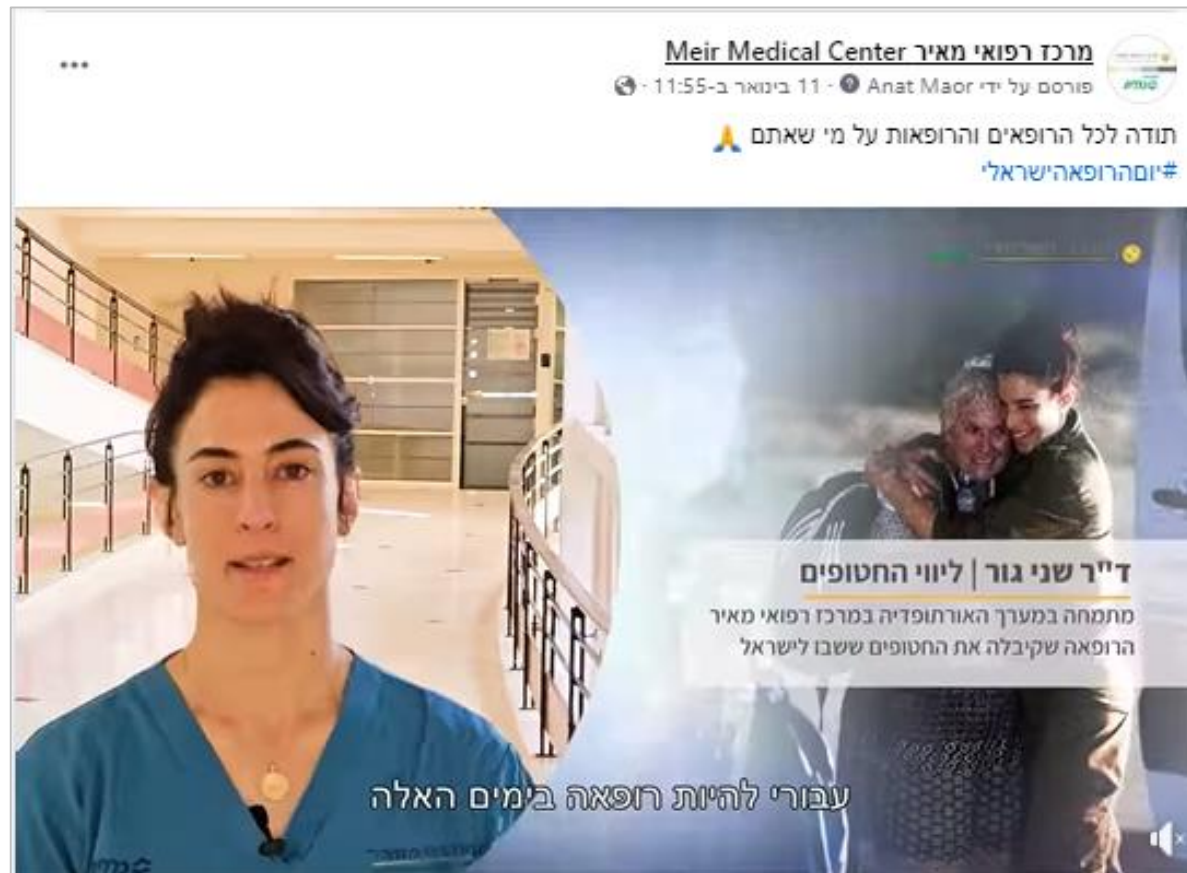 מרכז רפואי מאיר Meir Medical Center
פורסם על ידי Anat Maor · 11 בינואר ב-11:55 ·
תודה לכל הרופאים והרופאות על מי שאתם 🙏
#יוםהרופאהישראלי
ד"ר שני גור | ליווי החטופים
מתמחה במערך האורתופדיה במרכז רפואי מאיר
הרופאה שקיבלה את החטופים ששבו לישראל
עבורי להיות רופאה בימים האלה